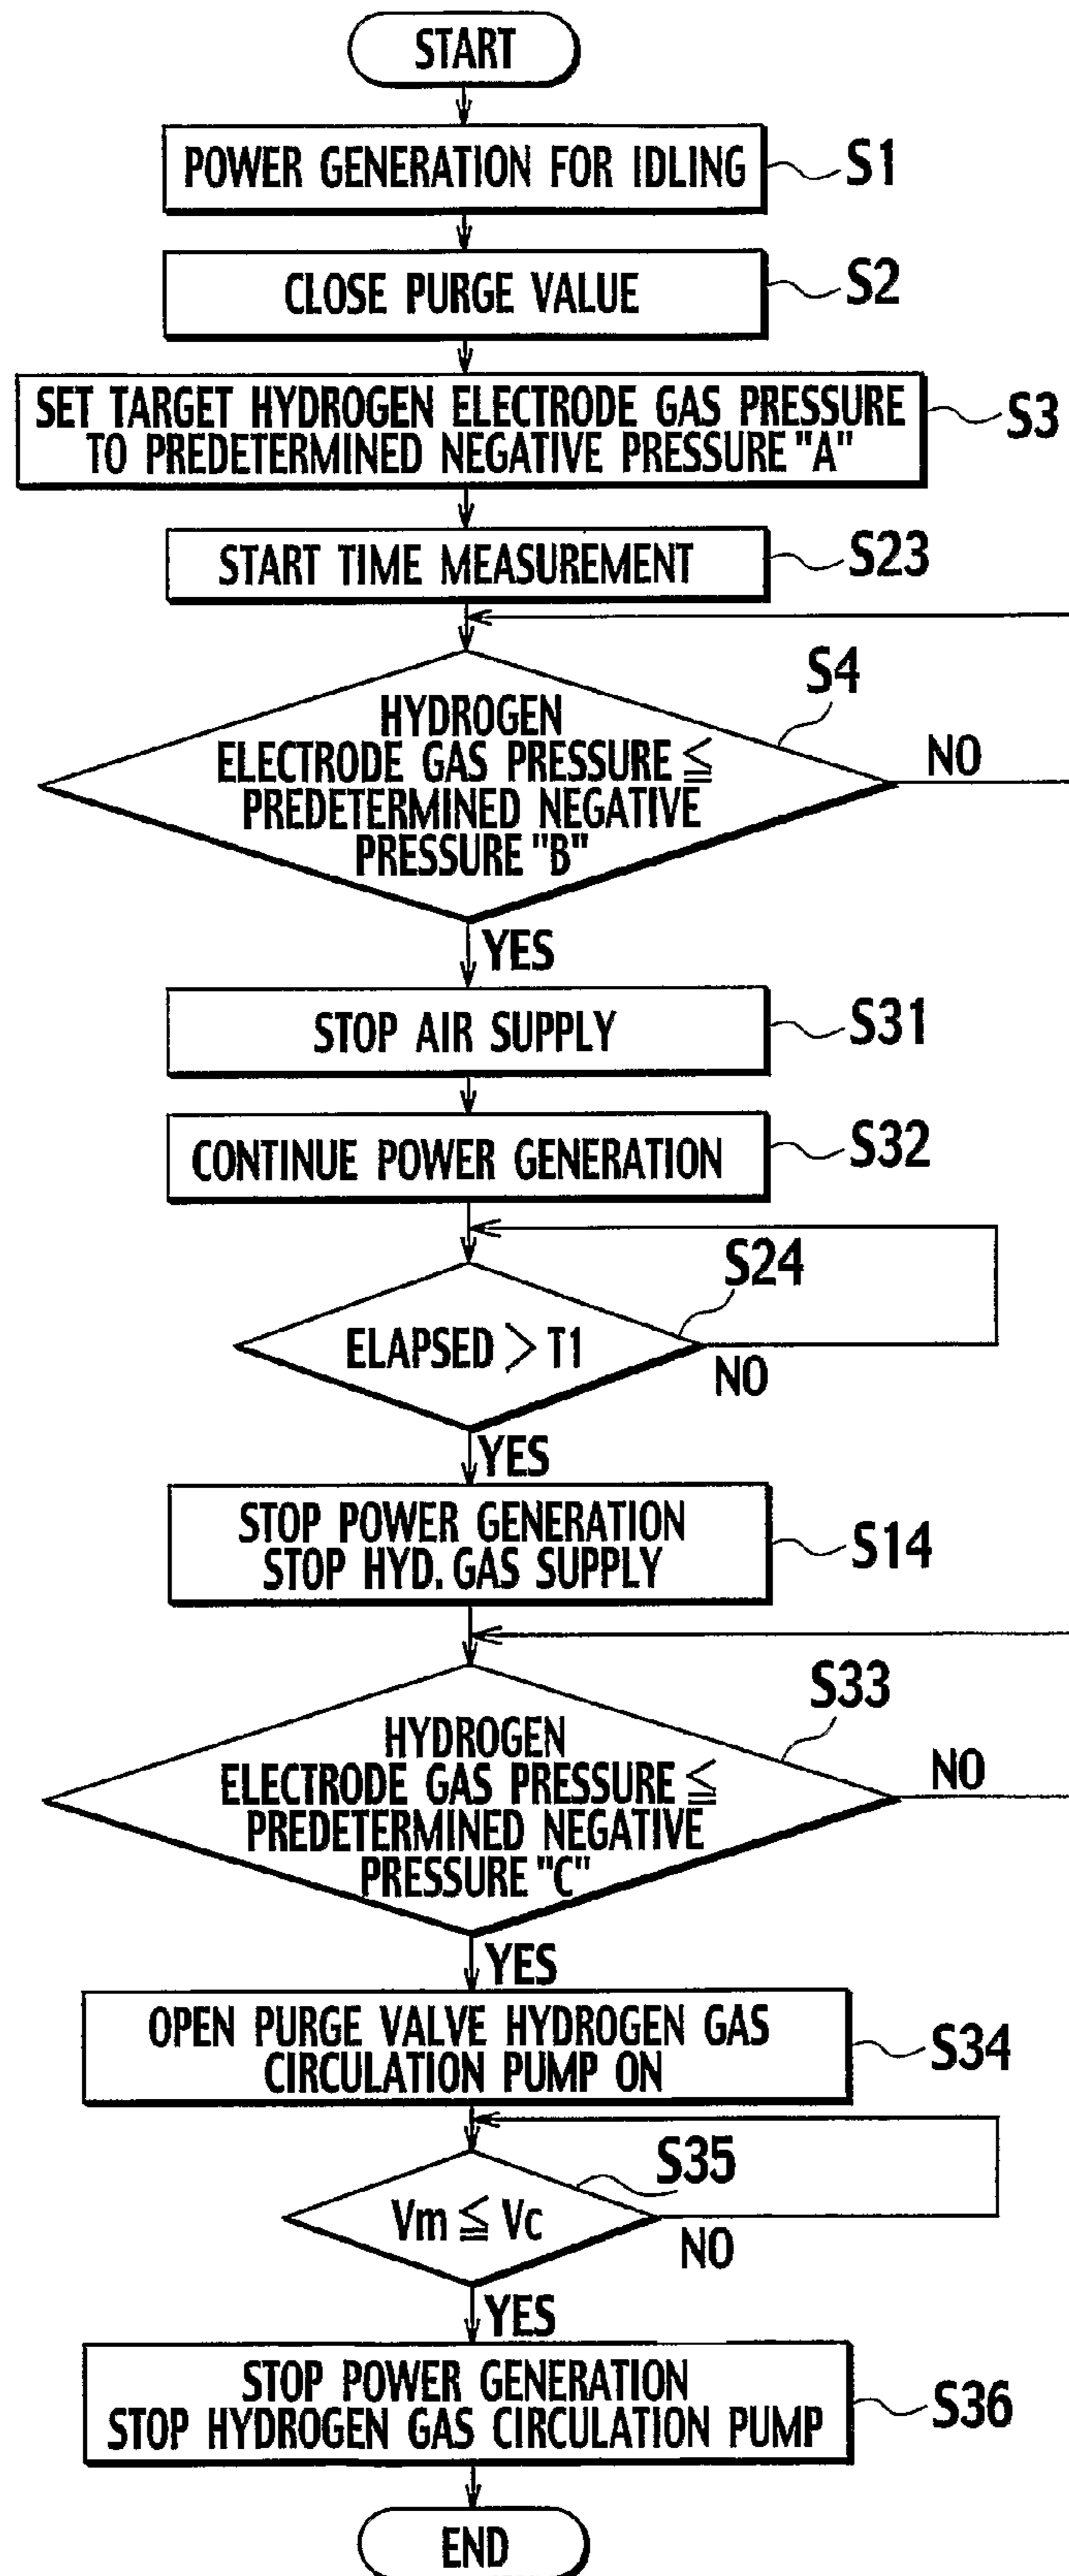 START
POWER GENERATION FOR IDLING
S1
CLOSE PURGE VALUE
S2
SET TARGET HYDROGEN ELECTRODE GAS PRESSURE
TO PREDETERMINED NEGATIVE PRESSURE "A"
S3
START TIME MEASUREMENT
S23
S4
HYDROGEN
ELECTRODE GAS PRESSURE ≦
PREDETERMINED NEGATIVE
PRESSURE "B"
NO
YES
STOP AIR SUPPLY
S31
CONTINUE POWER GENERATION
S32
S24
ELAPSED > T1
NO
YES
STOP POWER GENERATION
STOP HYD. GAS SUPPLY
S14
S33
HYDROGEN
ELECTRODE GAS PRESSURE ≦
PREDETERMINED NEGATIVE
PRESSURE "C"
NO
YES
OPEN PURGE VALVE HYDROGEN GAS
CIRCULATION PUMP ON
S34
S35
Vm ≦ Vc
NO
YES
STOP POWER GENERATION
STOP HYDROGEN GAS CIRCULATION PUMP
S36
END